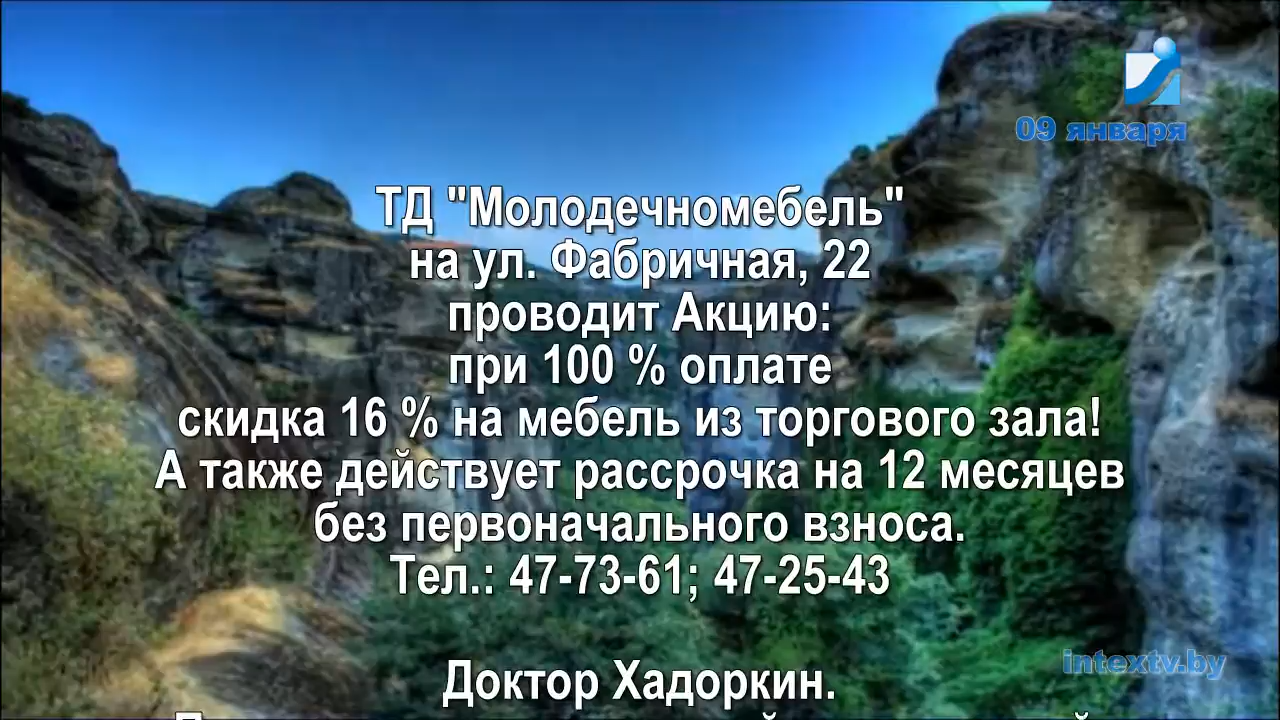 09 января
ТД "Молодечномебель"
на ул. Фабричная, 22
проводит Акцию:
при 100 % оплате
скидка 16 % на мебель из торгового зала!
А также действует рассрочка на 12 месяцев
без первоначального взноса.
Тел.: 47-73-61; 47-25-43
Доктор Хадоркин.
intextv.by